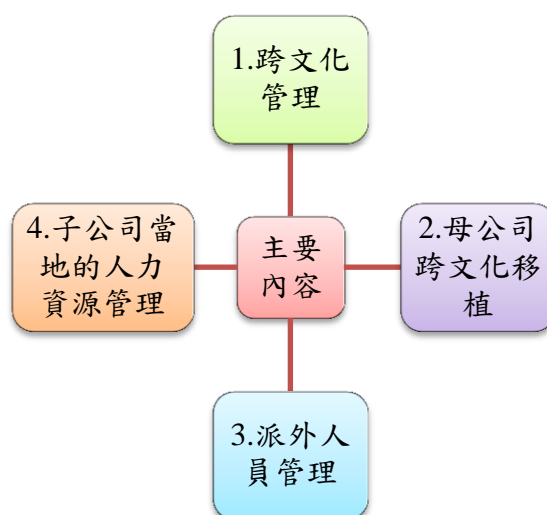 1.跨文化
管理
4.子公司當
地的人力
資源管理
主要
內容
2.母公司
跨文化移
植
3.派外人
員管理